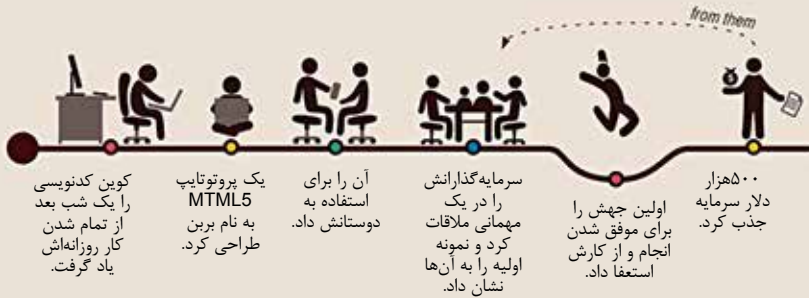 from them
کوین کدنویسی
را یک شب بعد
از تمام شدن
کار روزانه‌اش
یاد گرفت.
یک پروتوتایپ
MTML5
به نام بربن
طراحی کرد.
آن را برای
استفاده به
دوستانش داد.
سرمایه‌گذارانش
را در یک
مهمانی ملاقات
کرد و نمونه
اولیه را به آن‌ها
نشان داد.
اولین جهش را
برای موفق شدن
انجام و از کارش
استعفا داد.
۵۰۰هزار
دلار سرمایه
جذب کرد.